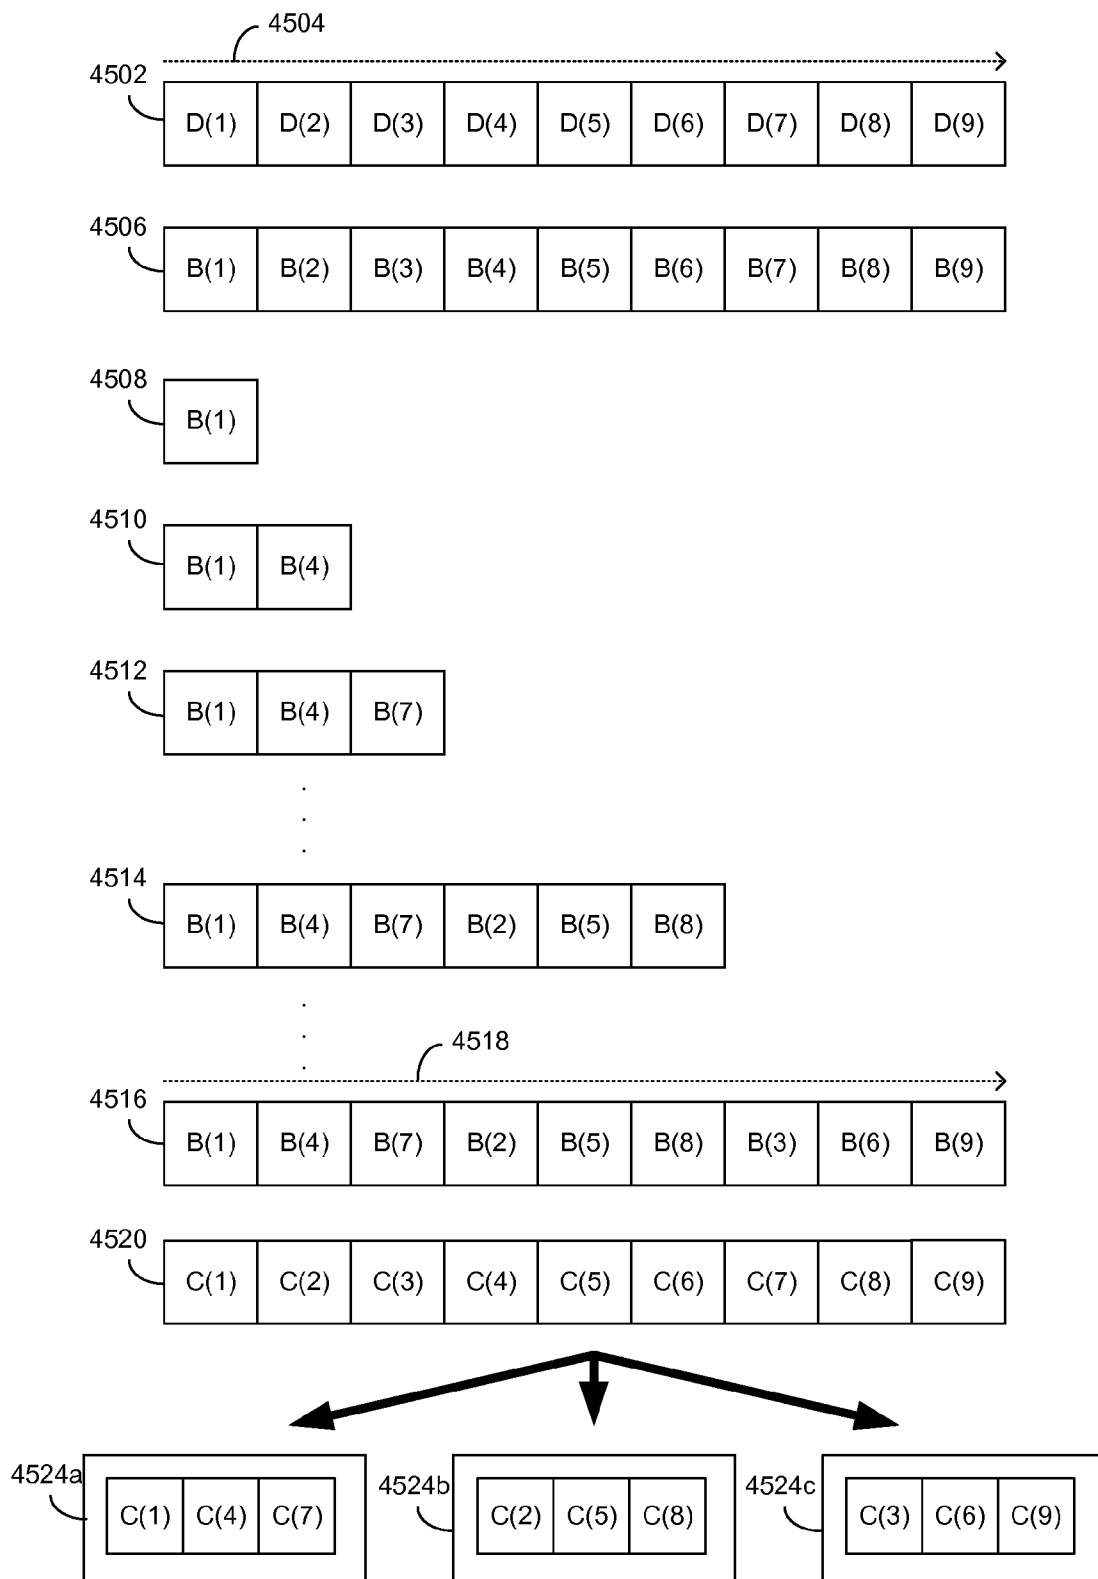 4504
4502
D(1) D(2) D(3) D(4) D(5) D(6) D(7) D(8) D(9)
4506
B(1) B(2) B(3) B(4) B(5) B(6) B(7) B(8) B(9)
4508
B(1)
4510
B(1) B(4)
4512
B(1) B(4) B(7)
4514
B(1) B(4) B(7) B(2) B(5) B(8)
4518
4516
B(1) B(4) B(7) B(2) B(5) B(8) B(3) B(6) B(9)
4520
C(1) C(2) C(3) C(4) C(5) C(6) C(7) C(8) C(9)
4524a 4524b 4524c
C(1) C(4) C(7) C(2) C(5) C(8) C(3) C(6) C(9)